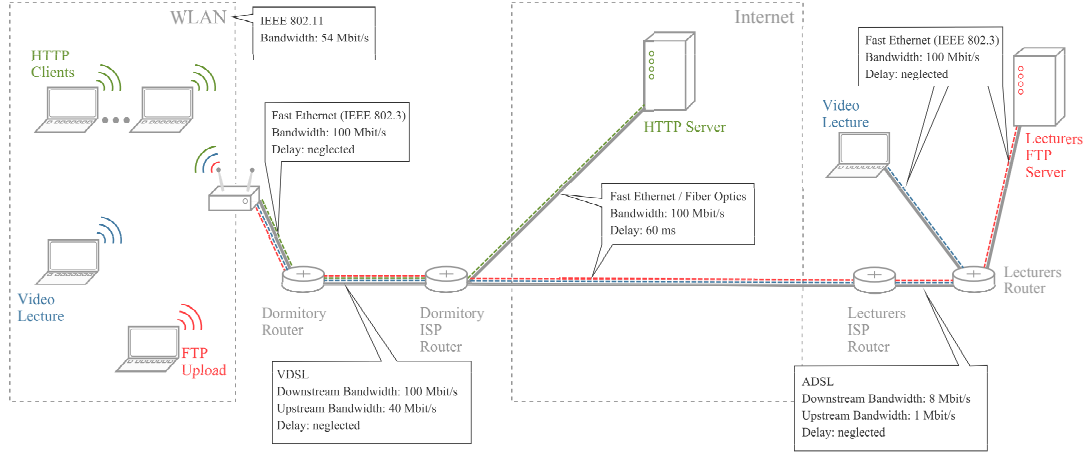 WLAN
IEEE 802.11
Bandwidth: 54 Mbit/s
Internet
HTTP
Clients
Fast Ethernet (IEEE 802.3)
Bandwidth: 100 Mbit/s
Delay: neglected
HTTP Server
Fast Ethernet (IEEE 802.3)
Bandwidth: 100 Mbit/s
Delay: neglected
Video
Lecture
Lecturers
FTP
Server
Fast Ethernet / Fiber Optics
Bandwidth: 100 Mbit/s
Delay: 60 ms
Video
Lecture
FTP
Upload
Dormitory
Router
Dormitory
ISP
Router
Lecturers
ISP
Router
Lecturers
Router
VDSL
Downstream Bandwidth: 100 Mbit/s
Upstream Bandwidth: 40 Mbit/s
Delay: neglected
ADSL
Downstream Bandwidth: 8 Mbit/s
Upstream Bandwidth: 1 Mbit/s
Delay: neglected